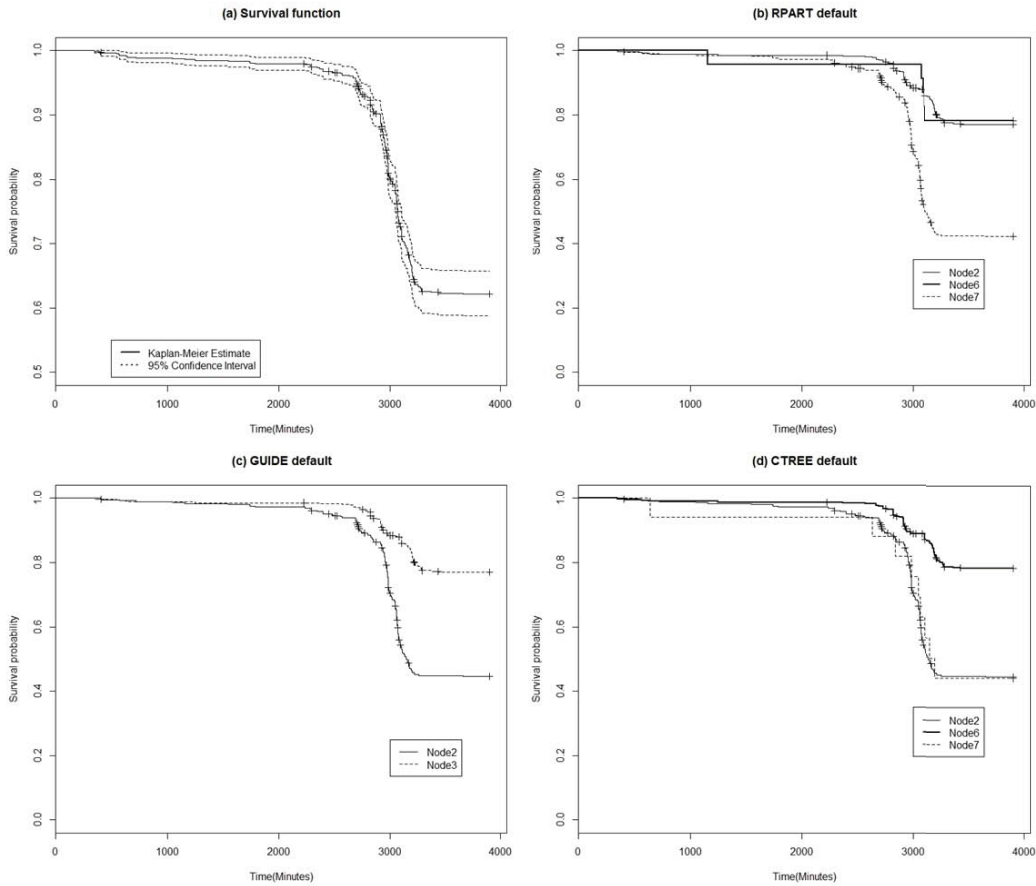 (a) Survival function
Survival probability
1.0
0.9
0.8
0.7
0.6
0.5
Kaplan-Meier Estimate
95% Confidence Interval
0 1000 2000 3000 4000
Time(Minutes)
(b) RPART default
Survival probability
1.0
0.8
0.6
0.4
0.2
0.0
Node2
Node6
Node7
0 1000 2000 3000 4000
Time(Minutes)
(c) GUIDE default
Survival probability
1.0
0.8
0.6
0.4
0.2
0.0
Node2
Node3
0 1000 2000 3000 4000
Time(Minutes)
(d) CTREE default
Survival probability
1.0
0.8
0.6
0.4
0.2
0.0
Node2
Node6
Node7
0 1000 2000 3000 4000
Time(Minutes)